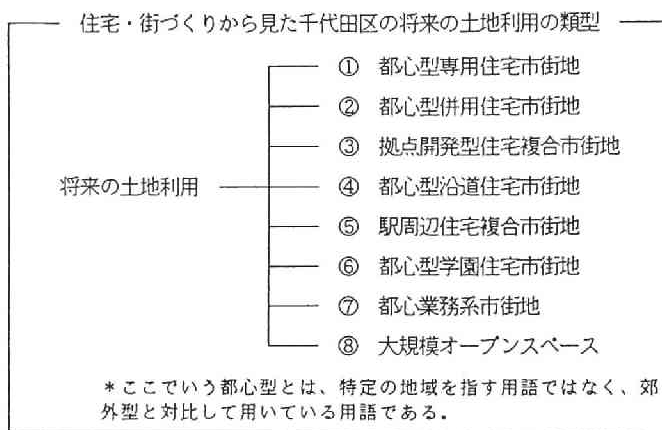 住宅・街づくりから見た千代田区の将来の土地利用の類型
将来の土地利用
① 都心型専用住宅市街地
② 都心型併用住宅市街地
③ 拠点開発型住宅複合市街地
④ 都心型沿道住宅市街地
⑤ 駅周辺住宅複合市街地
⑥ 都心型学園住宅市街地
⑦ 都心業務系市街地
⑧ 大規模オープンスペース
＊ここでいう都心型とは、特定の地域を指す用語ではなく、郊
外型と対比して用いている用語である。